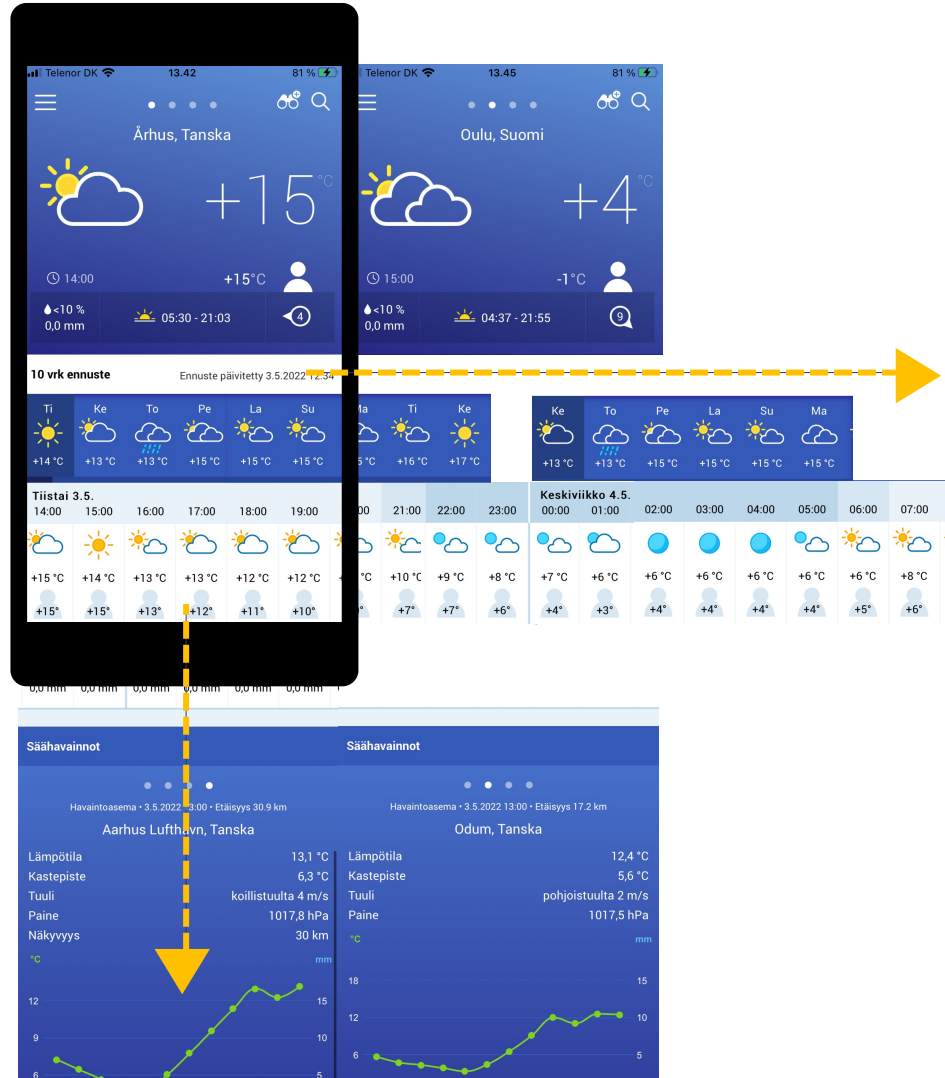 Telenor DK 13.42 81 %
Århus, Tanska
+15 °C
14:00 +15°C
<10 %
0,0 mm
05:30 - 21:03
4
Telenor DK 13.45 81 %
Oulu, Suomi
+4 °C
15:00 -1°C
<10 %
0,0 mm
04:37 - 21:55
9
10 vrk ennuste Ennuste päivitetty 3.5.2022 12:34
Ti Ke To Pe La Su Ma Ti Ke
+14 °C +13 °C +13 °C +15 °C +15 °C +15 °C 5 °C +16 °C +17 °C
Ke To Pe La Su Ma
+13 °C +13 °C +15 °C +15 °C +15 °C +15 °C
Tiistai 3.5.
14:00 15:00 16:00 17:00 18:00 19:00 00 21:00 22:00 23:00
+15 °C +14 °C +13 °C +13 °C +12 °C +12 °C °C +10 °C +9 °C +8 °C
+15° +15° +13° +12° +11° +10° +7° +7° +6°
Keskiviikko 4.5.
00:00 01:00 02:00 03:00 04:00 05:00 06:00 07:00
+7 °C +6 °C +6 °C +6 °C +6 °C +6 °C +6 °C +8 °C
+4° +3° +4° +4° +4° +4° +5° +6°
0,0 mm 0,0 mm 0,0 mm 0,0 mm 0,0 mm 0,0 mm
Säähavainnot
Havaintoasema • 3.5.2022 3:00 • Etäisyys 30.9 km
Aarhus Lufthavn, Tanska
Lämpötila 13,1 °C
Kastepiste 6,3 °C
Tuuli koillistuulta 4 m/s
Paine 1017,8 hPa
Näkyvyys 30 km
°C mm
12 15
9 10
6 5
Säähavainnot
Havaintoasema • 3.5.2022 13:00 • Etäisyys 17.2 km
Odum, Tanska
Lämpötila 12,4 °C
Kastepiste 5,6 °C
Tuuli pohjoistuulta 2 m/s
Paine 1017,5 hPa
°C mm
18 15
12 10
6 5